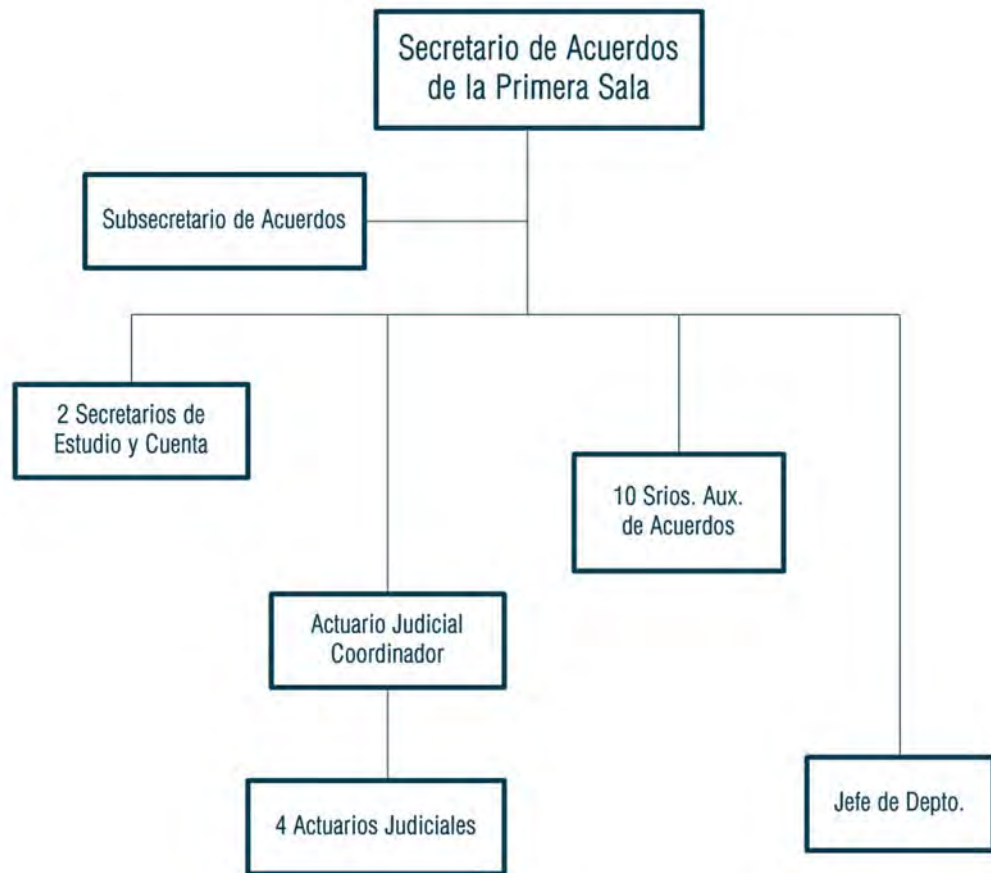 Secretario de Acuerdos
de la Primera Sala
Subsecretario de Acuerdos
2 Secretarios de
Estudio y Cuenta
10 Srios. Aux.
de Acuerdos
Actuario Judicial
Coordinador
4 Actuarios Judiciales
Jefe de Depto.